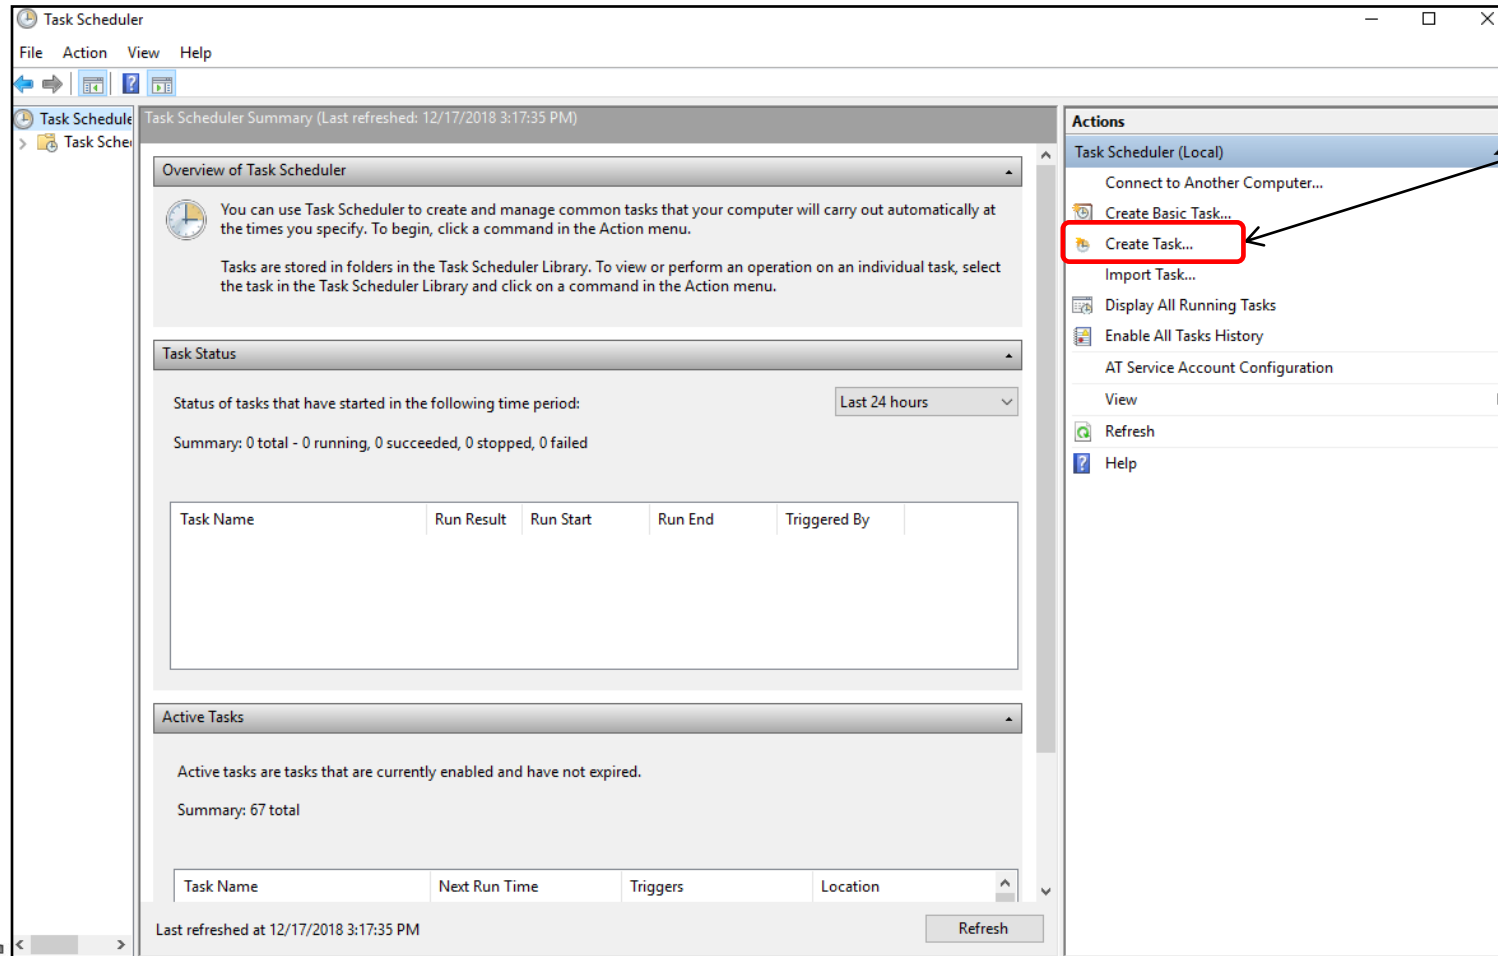 Task Scheduler
File Action View Help
Task Schedule
Task Sche
Task Scheduler Summary (Last refreshed: 12/17/2018 3:17:35 PM)
Overview of Task Scheduler
You can use Task Scheduler to create and manage common tasks that your computer will carry out automatically at
the times you specify. To begin, click a command in the Action menu.
Tasks are stored in folders in the Task Scheduler Library. To view or perform an operation on an individual task, select
the task in the Task Scheduler Library and click on a command in the Action menu.
Task Status
Status of tasks that have started in the following time period:
Last 24 hours
Summary: 0 total - 0 running, 0 succeeded, 0 stopped, 0 failed
Task Name Run Result Run Start Run End Triggered By
Active Tasks
Active tasks are tasks that are currently enabled and have not expired.
Summary: 67 total
Task Name Next Run Time Triggers Location
Last refreshed at 12/17/2018 3:17:35 PM
Refresh
Actions
Task Scheduler (Local)
Connect to Another Computer...
Create Basic Task...
Create Task...
Import Task...
Display All Running Tasks
Enable All Tasks History
AT Service Account Configuration
View
Refresh
Help